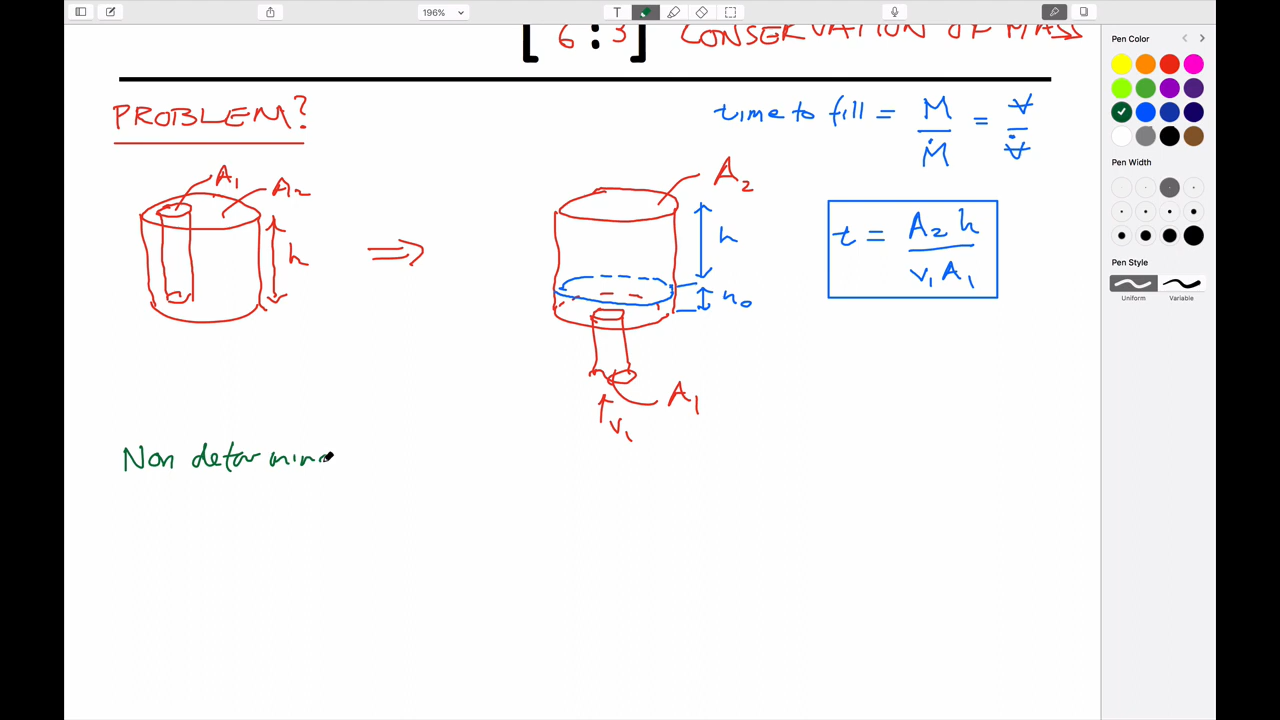 196%
T
[6:3] CONSERVATION OF MASS
PROBLEM?
time to fill = M / Ṁ = V / V̇
A₁
A₂
h
⇒
A₂
h
h₀
A₁
v₁
t = A₂ h / v₁ A₁
Non determin
Pen Color
Pen Width
Pen Style
Uniform
Variable